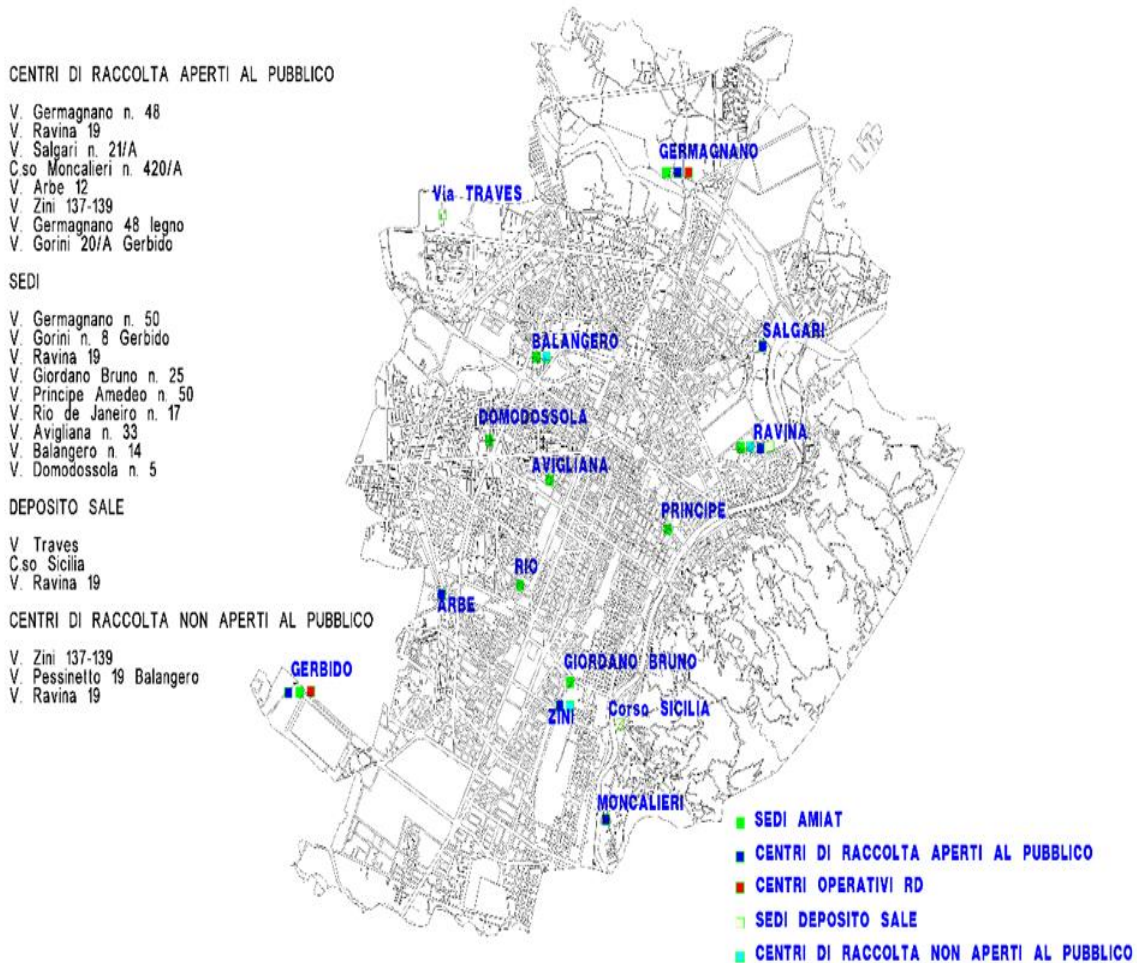 CENTRI DI RACCOLTA APERTI AL PUBBLICO
V. Germagnano n. 48
V. Ravina 19
V. Salgari n. 21/A
C.so Moncalieri n. 420/A
V. Arbe 12
V. Zini 137-139
V. Germagnano 48 legno
V. Gorini 20/A Gerbido
SEDI
V. Germagnano n. 50
V. Gorini n. 8 Gerbido
V. Ravina 19
V. Giordano Bruno n. 25
V. Principe Amedeo n. 50
V. Rio de Janeiro n. 17
V. Avigliana n. 33
V. Balangero n. 14
V. Domodossola n. 5
DEPOSITO SALE
V Traves
C.so Sicilia
V. Ravina 19
CENTRI DI RACCOLTA NON APERTI AL PUBBLICO
V. Zini 137-139
V. Pessinetto 19 Balangero
V. Ravina 19
GERMAGNANO
Via TRAVES
SALGARI
BALANGERO
DOMODOSSOLA
RAVINA
AVIGLIANA
PRINCIPE
RIO
ARBE
GIORDANO BRUNO
GERBIDO
ZINI
Corso SICILIA
MONCALIERI
SEDI AMIAT
CENTRI DI RACCOLTA APERTI AL PUBBLICO
CENTRI OPERATIVI RD
SEDI DEPOSITO SALE
CENTRI DI RACCOLTA NON APERTI AL PUBBLICO